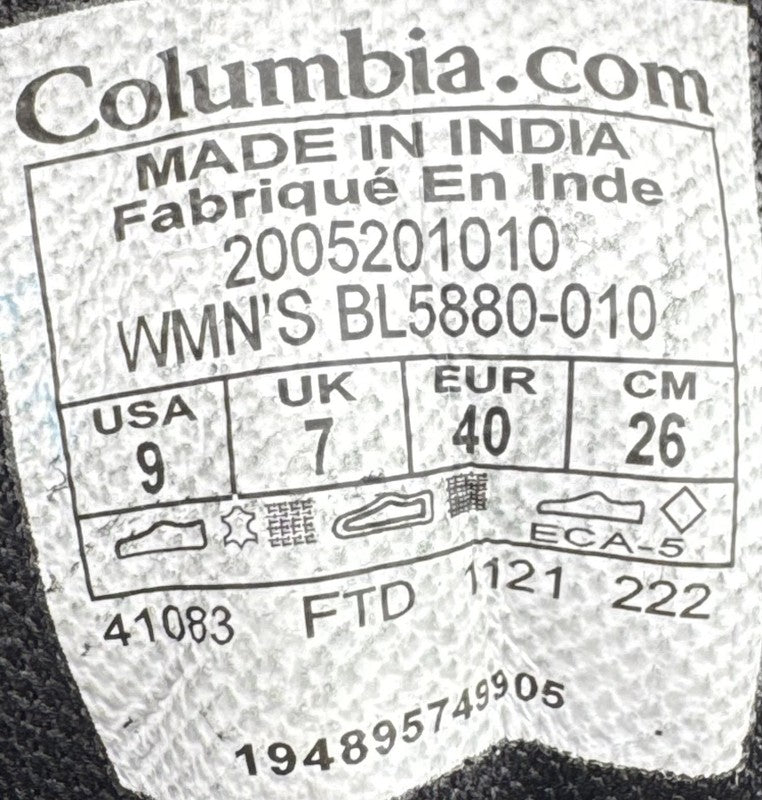 Columbia.com
MADE IN INDIA
Fabriqué En Inde
2005201010
WMN'S BL5880-010
USA UK EUR CM
9 7 40 26
ECA-5
41083 FTD 1121 222
194895749905